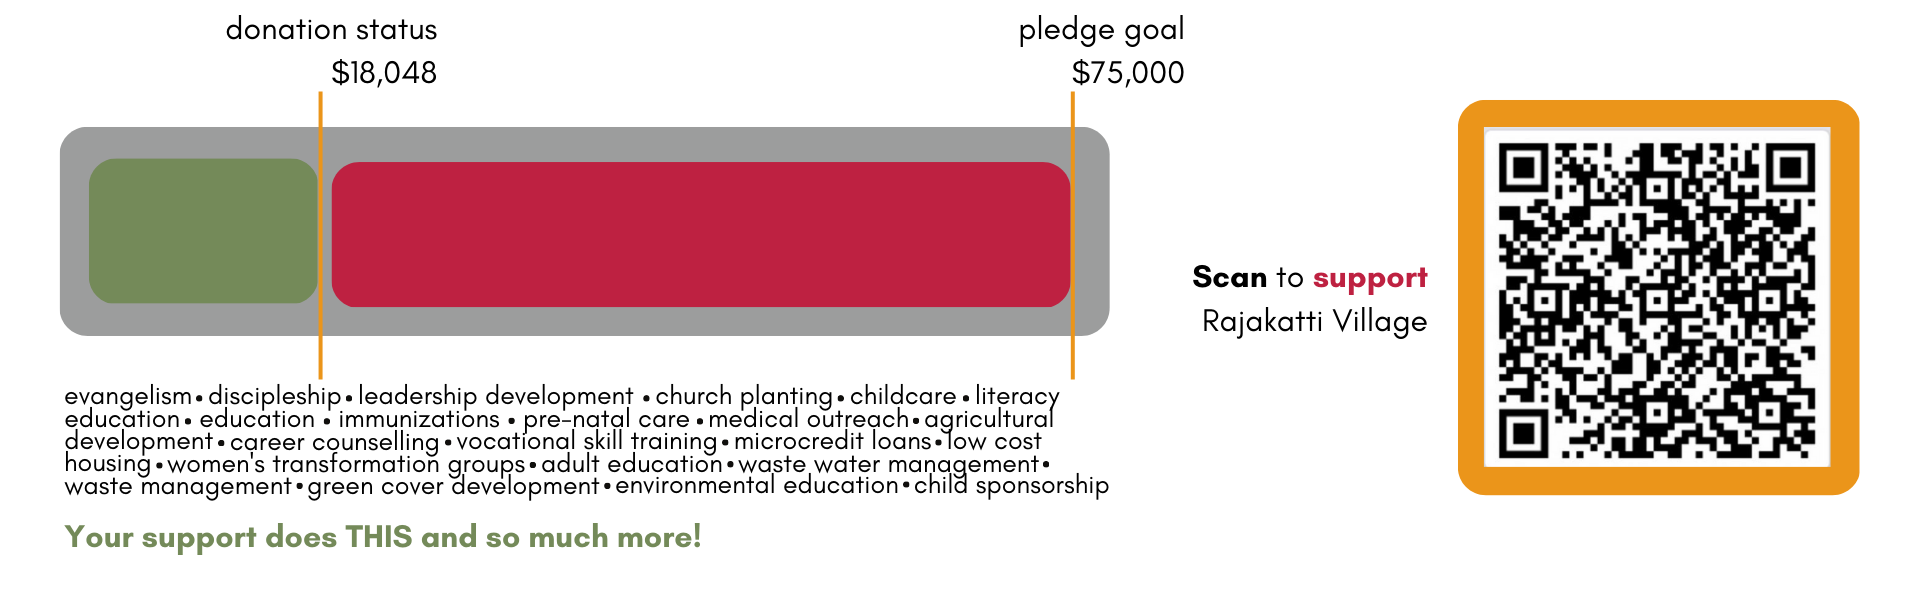 donation status
$18,048
pledge goal
$75,000
Scan to support
Rajakatti Village
evangelism • discipleship • leadership development • church planting • childcare • literacy
education • education • immunizations • pre-natal care • medical outreach • agricultural
development • career counselling • vocational skill training • microcredit loans • low cost
housing • women's transformation groups • adult education • waste water management •
waste management • green cover development • environmental education • child sponsorship
Your support does THIS and so much more!